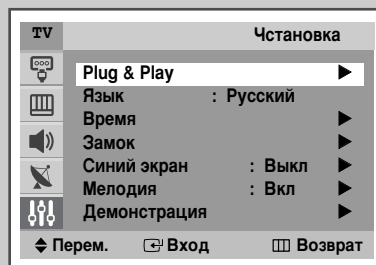 TV Чстановка
Plug & Play ▶
Язык : Русский
Время ▶
Замок ▶
Синий экран : Выкл ▶
Мелодия : Вкл ▶
Демонстрация ▶
Перем. Вход Возврат